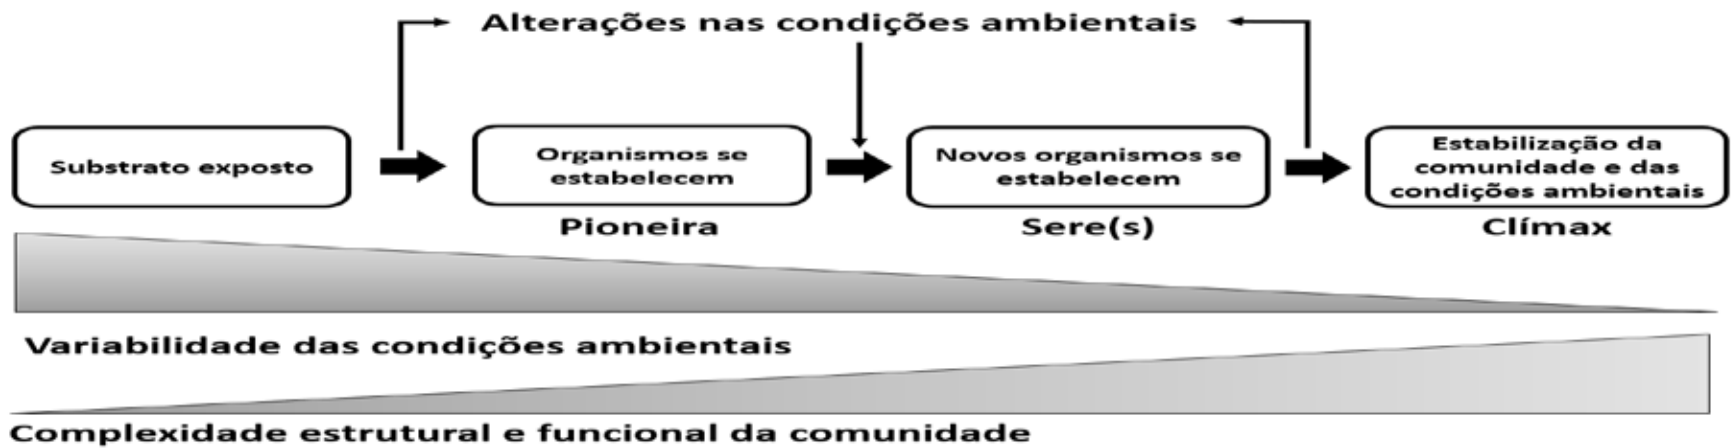 Alterações nas condições ambientais
Substrato exposto
Organismos se
estabelecem
Novos organismos se
estabelecem
Estabilização da
comunidade e das
condições ambientais
Pioneira
Sere(s)
Clímax
Variabilidade das condições ambientais
Complexidade estrutural e funcional da comunidade